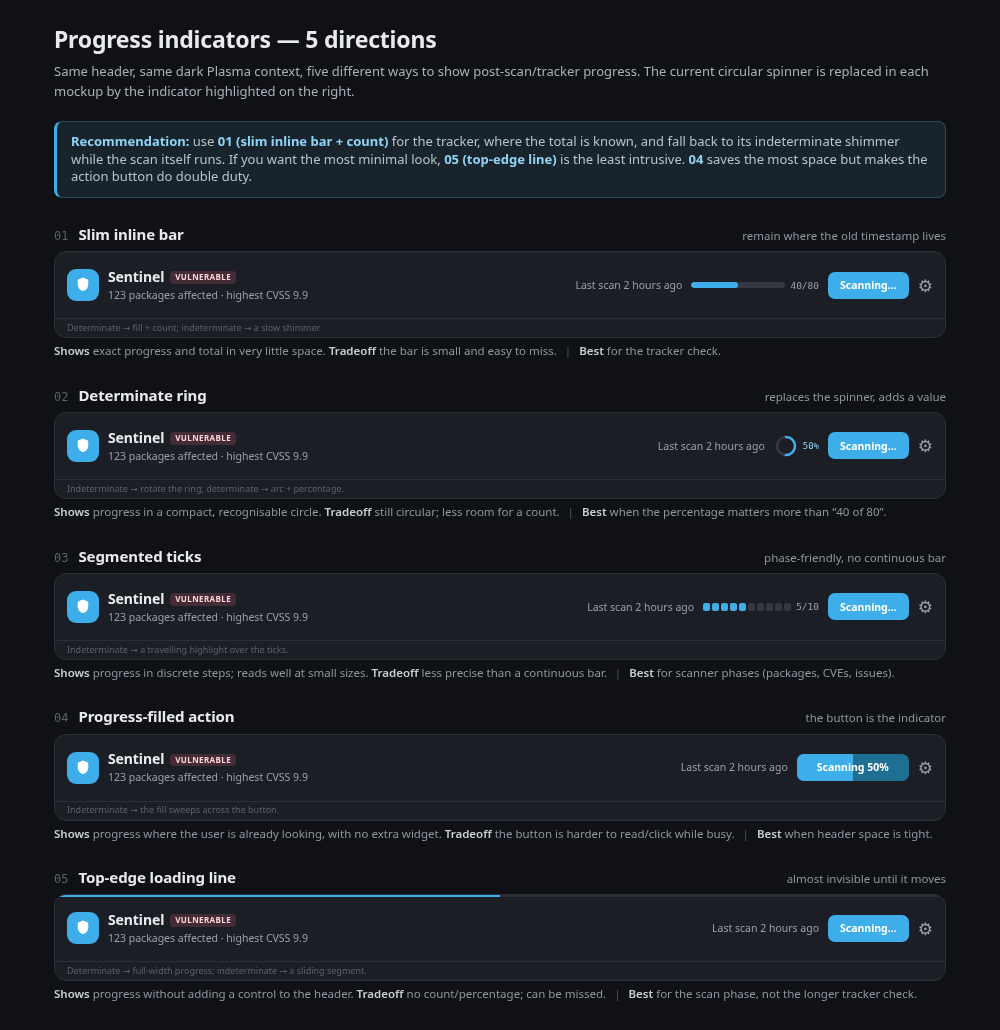 Progress indicators — 5 directions
Same header, same dark Plasma context, five different ways to show post-scan/tracker progress. The current circular spinner is replaced in each
mockup by the indicator highlighted on the right.
Recommendation: use 01 (slim inline bar + count) for the tracker, where the total is known, and fall back to its indeterminate shimmer
while the scan itself runs. If you want the most minimal look, 05 (top-edge line) is the least intrusive. 04 saves the most space but makes the
action button do double duty.
01 Slim inline bar remain where the old timestamp lives
Sentinel VULNERABLE
123 packages affected · highest CVSS 9.9
Last scan 2 hours ago 40/80 Scanning...
Determinate → fill + count; indeterminate → a slow shimmer.
Shows exact progress and total in very little space. Tradeoff the bar is small and easy to miss. | Best for the tracker check.
02 Determinate ring replaces the spinner, adds a value
Sentinel VULNERABLE
123 packages affected · highest CVSS 9.9
Last scan 2 hours ago 50% Scanning...
Indeterminate → rotate the ring; determinate → arc + percentage.
Shows progress in a compact, recognisable circle. Tradeoff still circular; less room for a count. | Best when the percentage matters more than “40 of 80”.
03 Segmented ticks phase-friendly, no continuous bar
Sentinel VULNERABLE
123 packages affected · highest CVSS 9.9
Last scan 2 hours ago 5/10 Scanning...
Indeterminate → a travelling highlight over the ticks.
Shows progress in discrete steps; reads well at small sizes. Tradeoff less precise than a continuous bar. | Best for scanner phases (packages, CVEs, issues).
04 Progress-filled action the button is the indicator
Sentinel VULNERABLE
123 packages affected · highest CVSS 9.9
Last scan 2 hours ago Scanning 50%
Indeterminate → the fill sweeps across the button.
Shows progress where the user is already looking, with no extra widget. Tradeoff the button is harder to read/click while busy. | Best when header space is tight.
05 Top-edge loading line almost invisible until it moves
Sentinel VULNERABLE
123 packages affected · highest CVSS 9.9
Last scan 2 hours ago Scanning...
Determinate → full-width progress; indeterminate → a sliding segment.
Shows progress without adding a control to the header. Tradeoff no count/percentage; can be missed. | Best for the scan phase, not the longer tracker check.